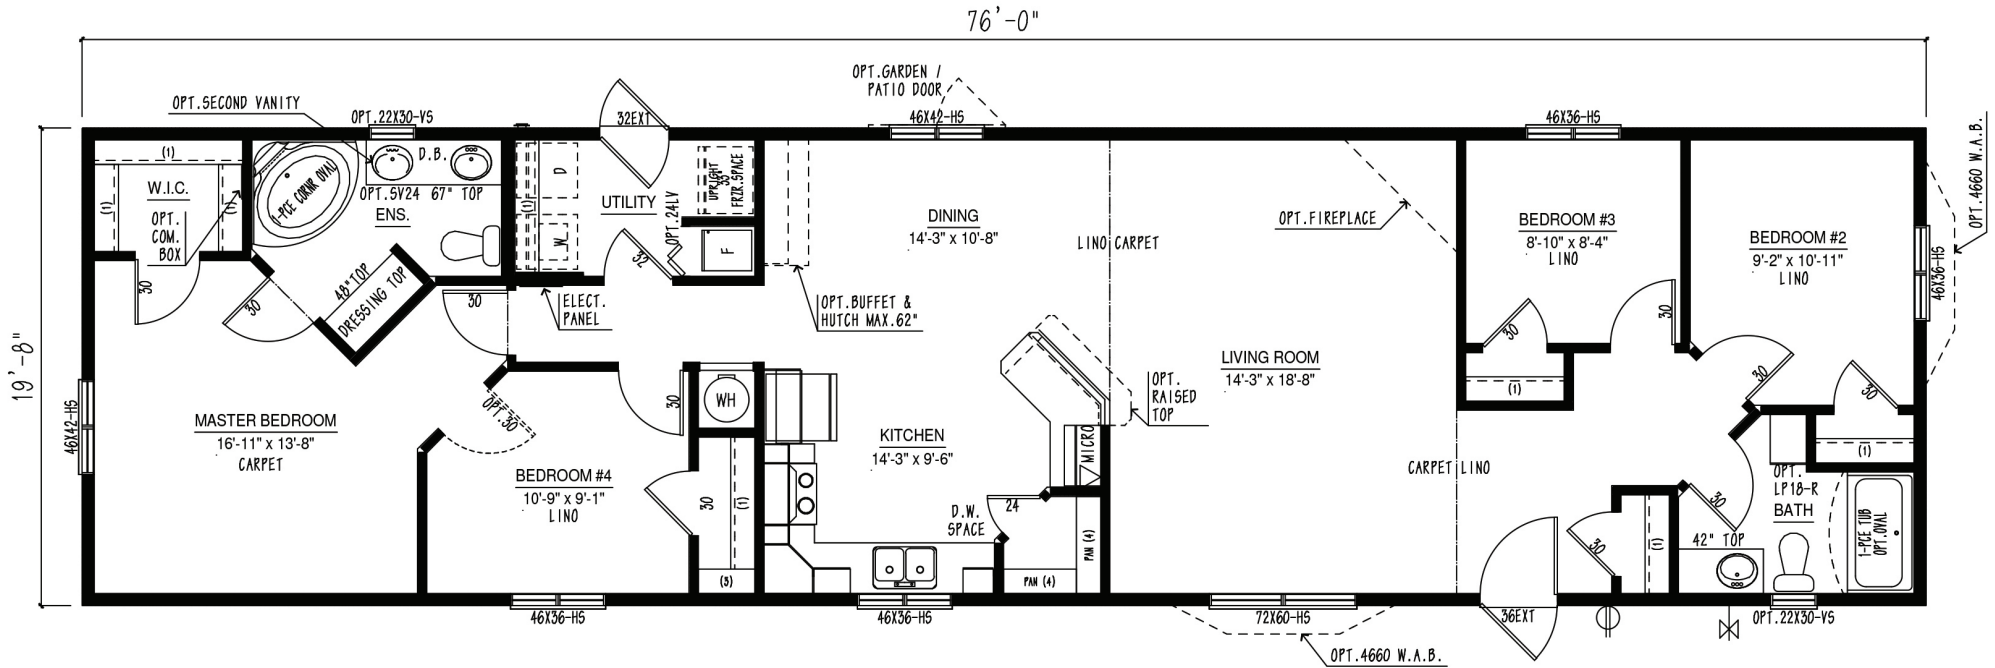 76'-0"
19'-8"
OPT.SECOND VANITY
OPT.22X30-VS
32EXT
OPT.GARDEN /
PATIO DOOR
46X42-HS
46X36-HS
OPT.4660 W.A.B.
(1)
W.I.C.
(1)
(1)
OPT.
COM.
BOX
30
1-PCE CORNR OVAL
D.B.
OPT.SV24 67" TOP
ENS.
30
48" TOP
DRESSING TOP
(1)
D
W
UTILITY
OPT.24LV
UPRIGHT
FRZR.SPACE
F
32
30
ELECT.
PANEL
OPT.BUFFET &
HUTCH MAX.62"
DINING
14'-3" x 10'-8"
LINO CARPET
OPT.FIREPLACE
BEDROOM #3
8'-10" x 8'-4"
LINO
30
30
(1)
BEDROOM #2
9'-2" x 10'-11"
LINO
46X36-HS
30
30
(1)
46X42-HS
MASTER BEDROOM
16'-11" x 13'-8"
CARPET
OPT.30
BEDROOM #4
10'-9" x 9'-1"
LINO
30
WH
30
(1)
(3)
KITCHEN
14'-3" x 9'-6"
D.W.
SPACE
MICRO
24
PAN (4)
PAN (4)
OPT.
RAISED
TOP
LIVING ROOM
14'-3" x 18'-8"
CARPET LINO
30
(1)
30
OPT.
LP18-R
BATH
42" TOP
1-PCE TUB
OPT.OVAL
46X36-HS
46X36-HS
72X60-HS
36EXT
OPT.22X30-VS
OPT.4660 W.A.B.